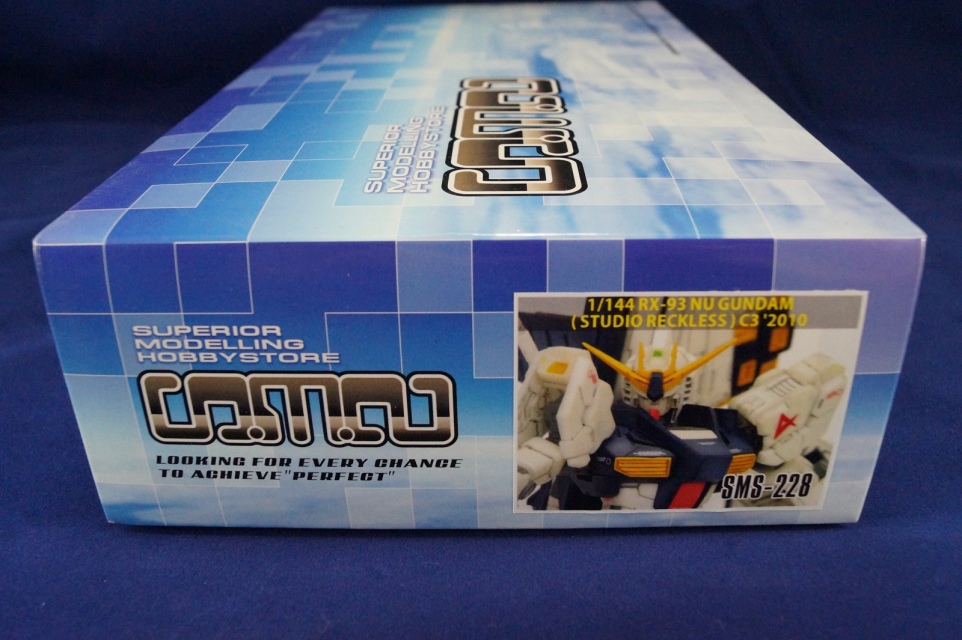 SUPERIOR
MODELLING
HOBBYSTORE
SUPERIOR
MODELLING
HOBBYSTORE
LOOKING FOR EVERY CHANCE
TO ACHIEVE "PERFECT"
1/144 RX-93 NU GUNDAM
( STUDIO RECKLESS ) C3 '2010
SMS-228